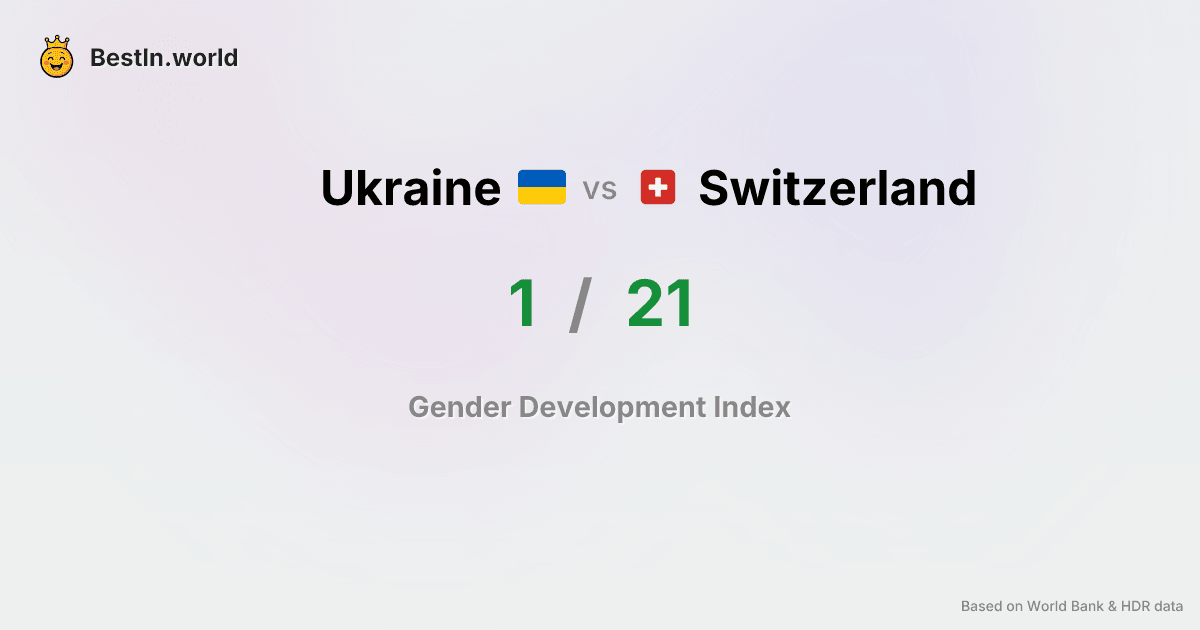 BestIn.world
Ukraine vs Switzerland
1 / 21
Gender Development Index
Based on World Bank & HDR data